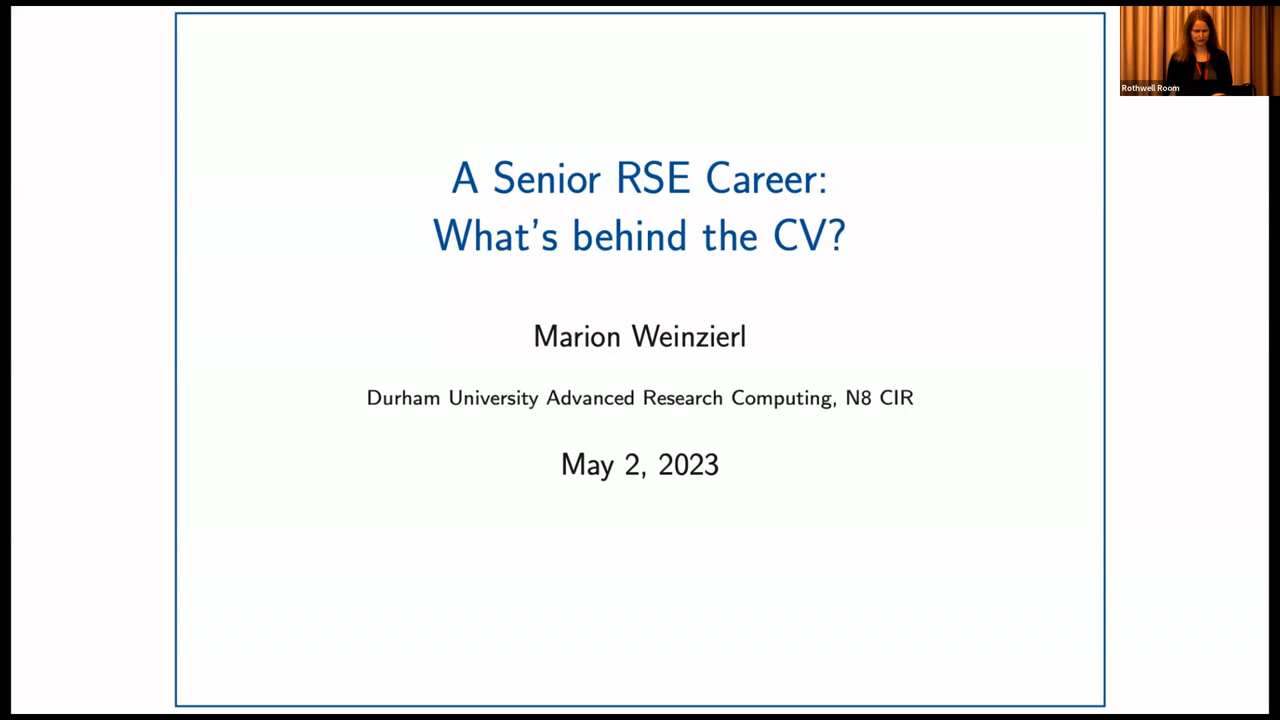 A Senior RSE Career:
What's behind the CV?
Marion Weinzierl
Durham University Advanced Research Computing, N8 CIR
May 2, 2023
Rothwell Room